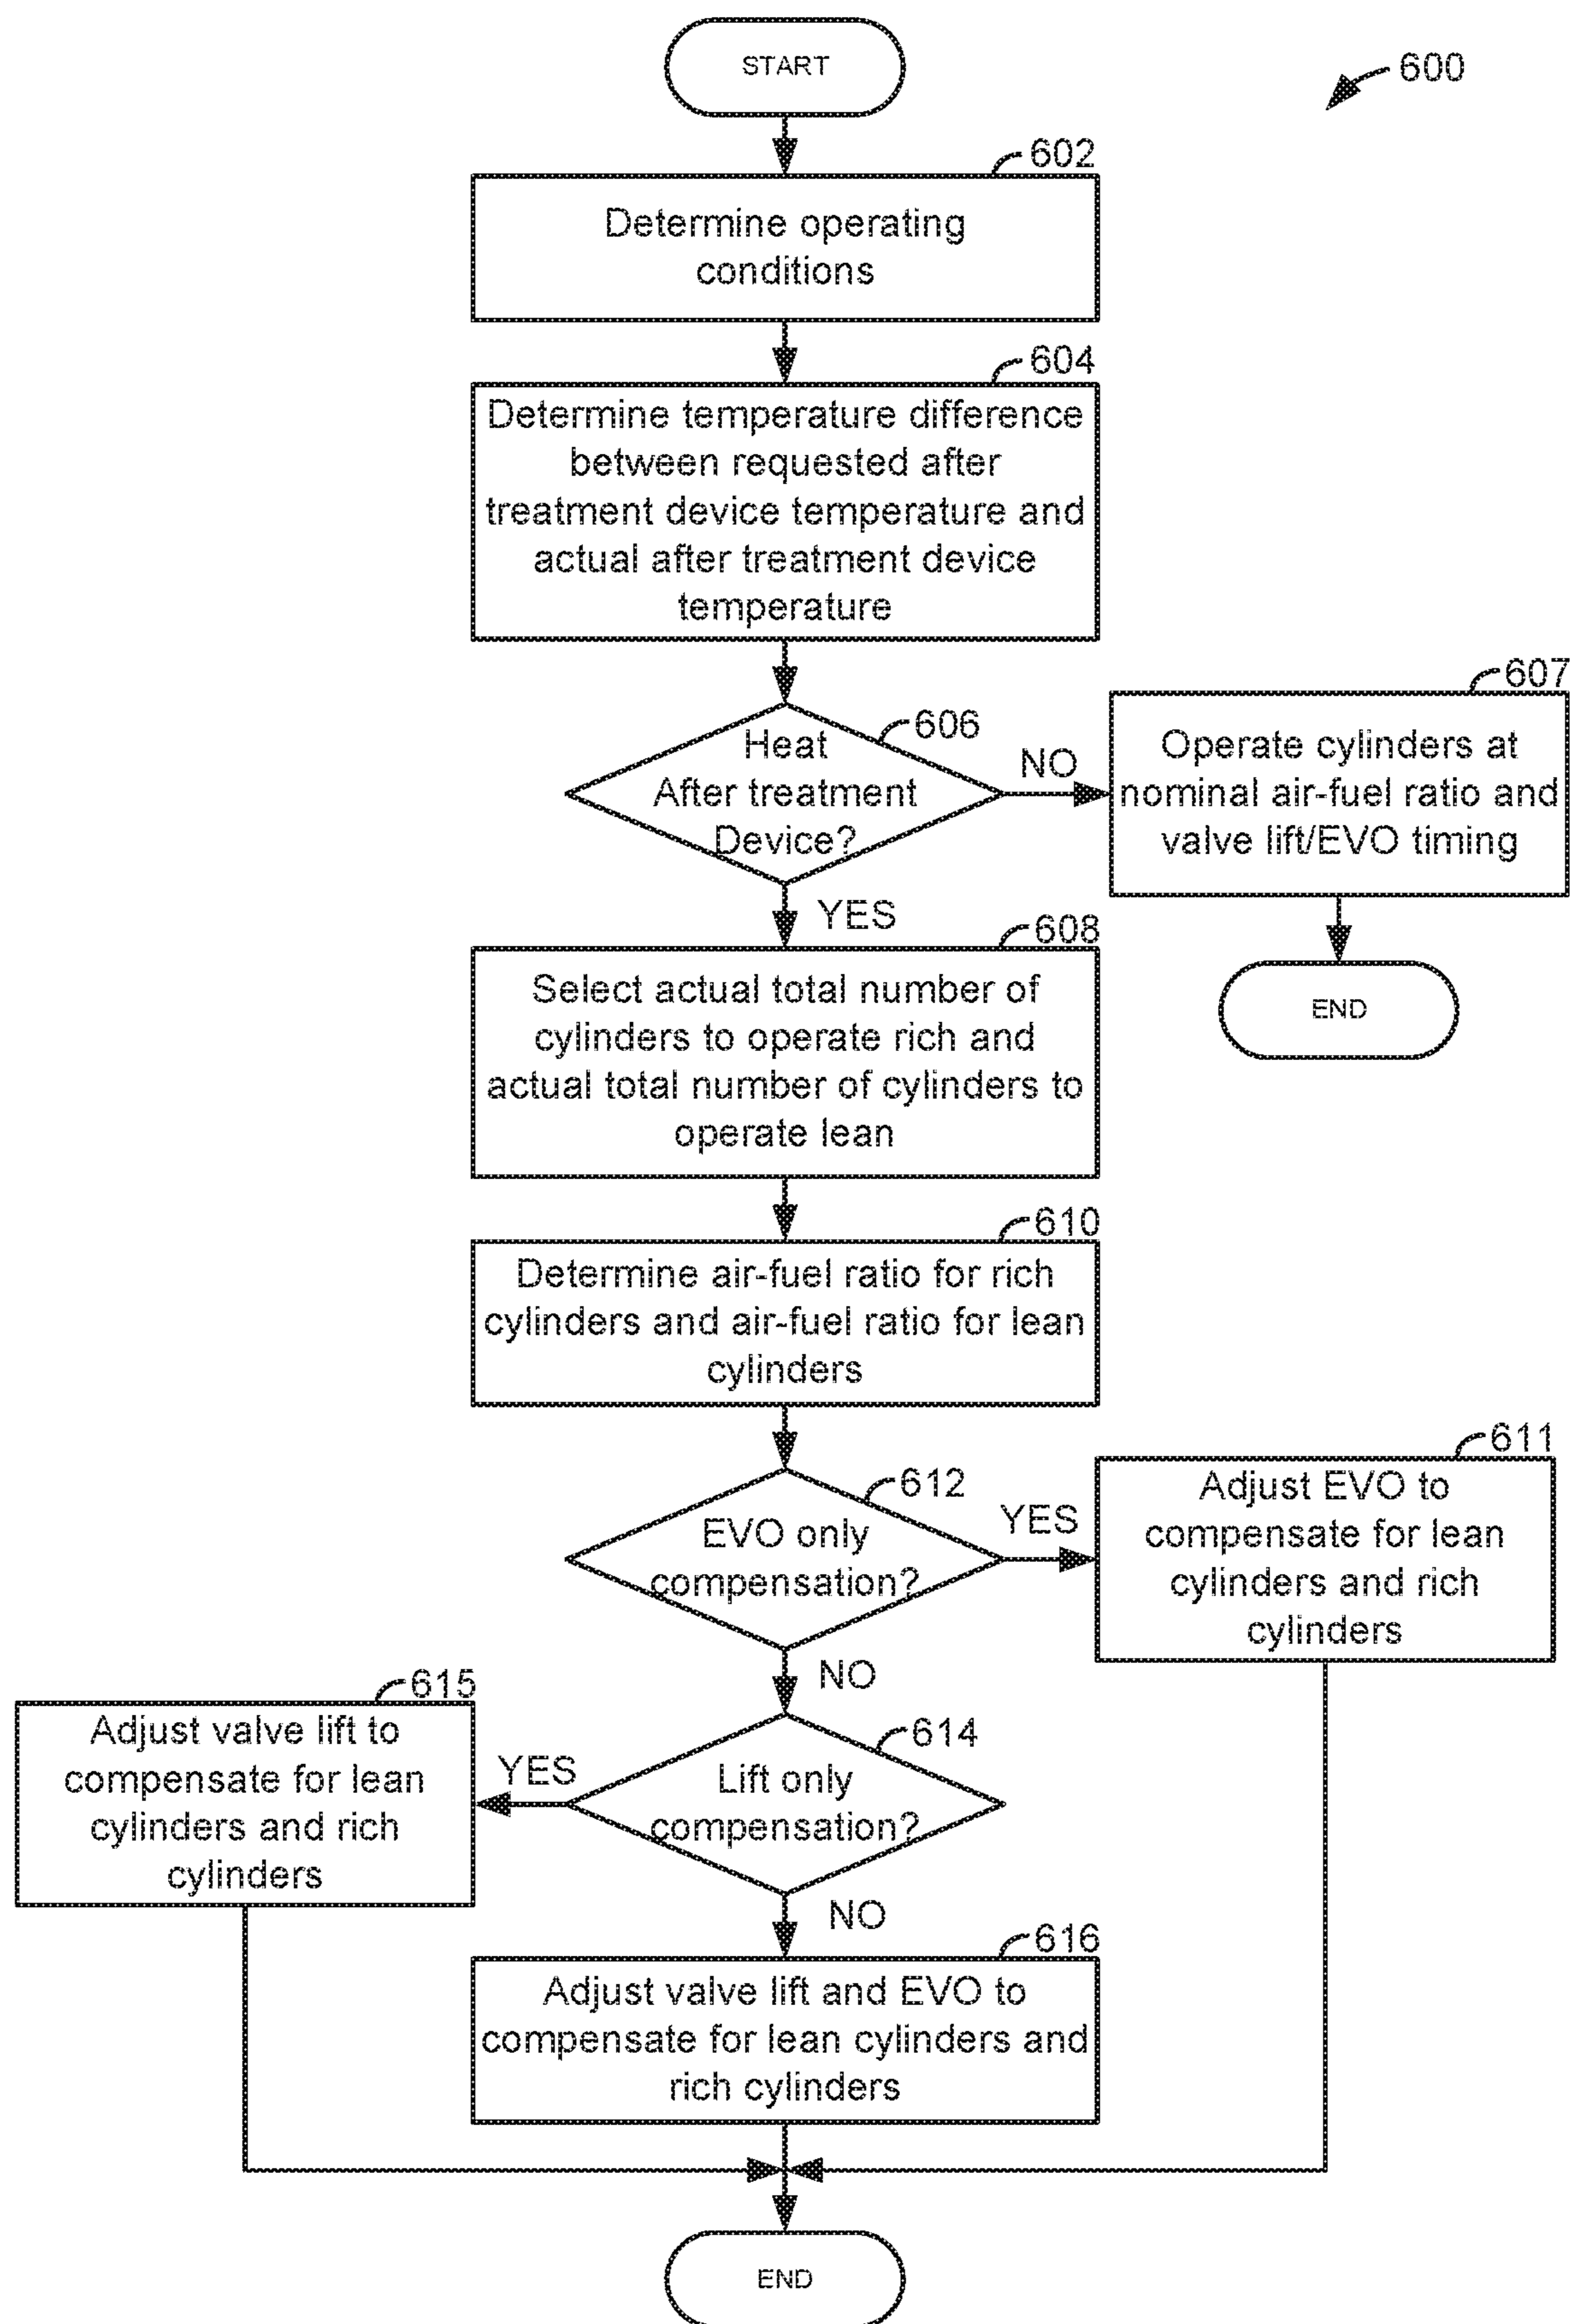 START
600
602
Determine operating
conditions
604
Determine temperature difference
between requested after
treatment device temperature and
actual after treatment device
temperature
606
Heat
After treatment
Device?
NO
607
Operate cylinders at
nominal air-fuel ratio and
valve lift/EVO timing
END
YES
608
Select actual total number of
cylinders to operate rich and
actual total number of cylinders to
operate lean
610
Determine air-fuel ratio for rich
cylinders and air-fuel ratio for lean
cylinders
612
EVO only
compensation?
YES
611
Adjust EVO to
compensate for lean
cylinders and rich
cylinders
NO
614
Lift only
compensation?
YES
615
Adjust valve lift to
compensate for lean
cylinders and rich
cylinders
NO
616
Adjust valve lift and EVO to
compensate for lean cylinders and
rich cylinders
END